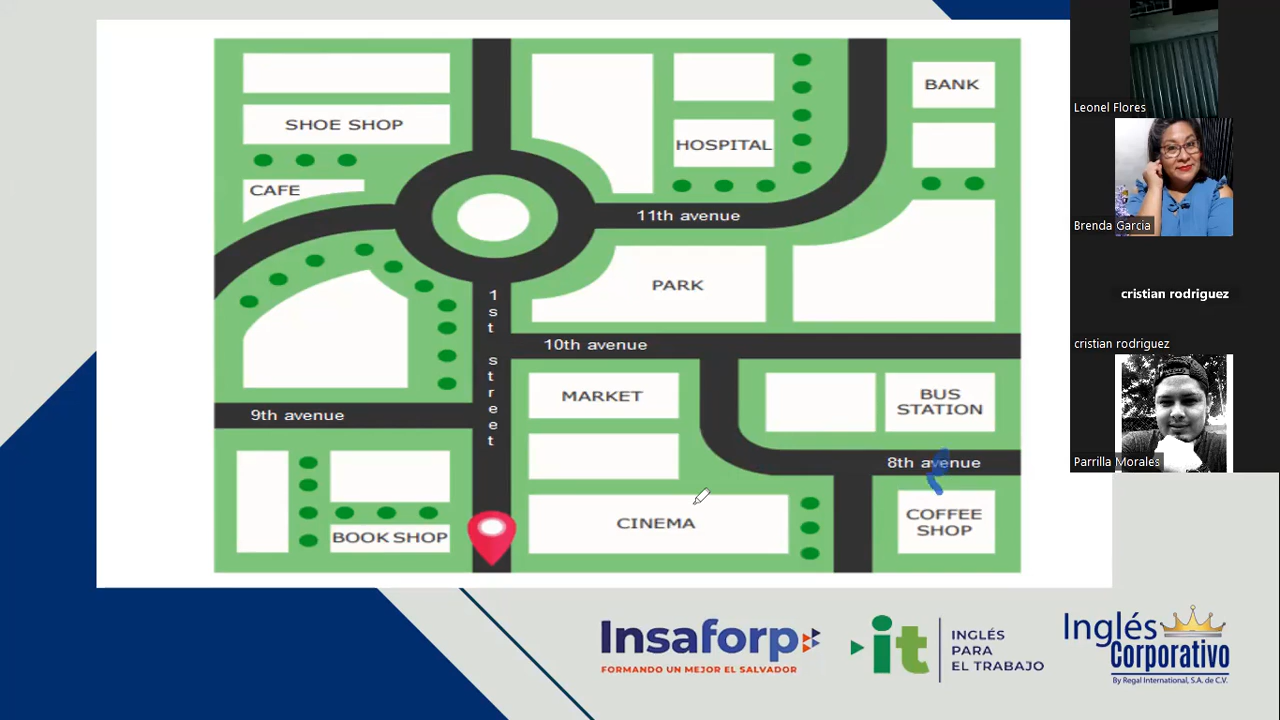 SHOE SHOP
CAFE
HOSPITAL
BANK
11th avenue
PARK
1st street
10th avenue
MARKET
BUS
STATION
9th avenue
8th avenue
BOOK SHOP
CINEMA
COFFEE
SHOP
Leonel Flores
Brenda Garcia
cristian rodriguez
cristian rodriguez
Parrilla Morales
Insaforp
FORMANDO UN MEJOR EL SALVADOR
it
INGLÉS
PARA
EL TRABAJO
Inglés
Corporativo
By Regal International, S.A. de C.V.